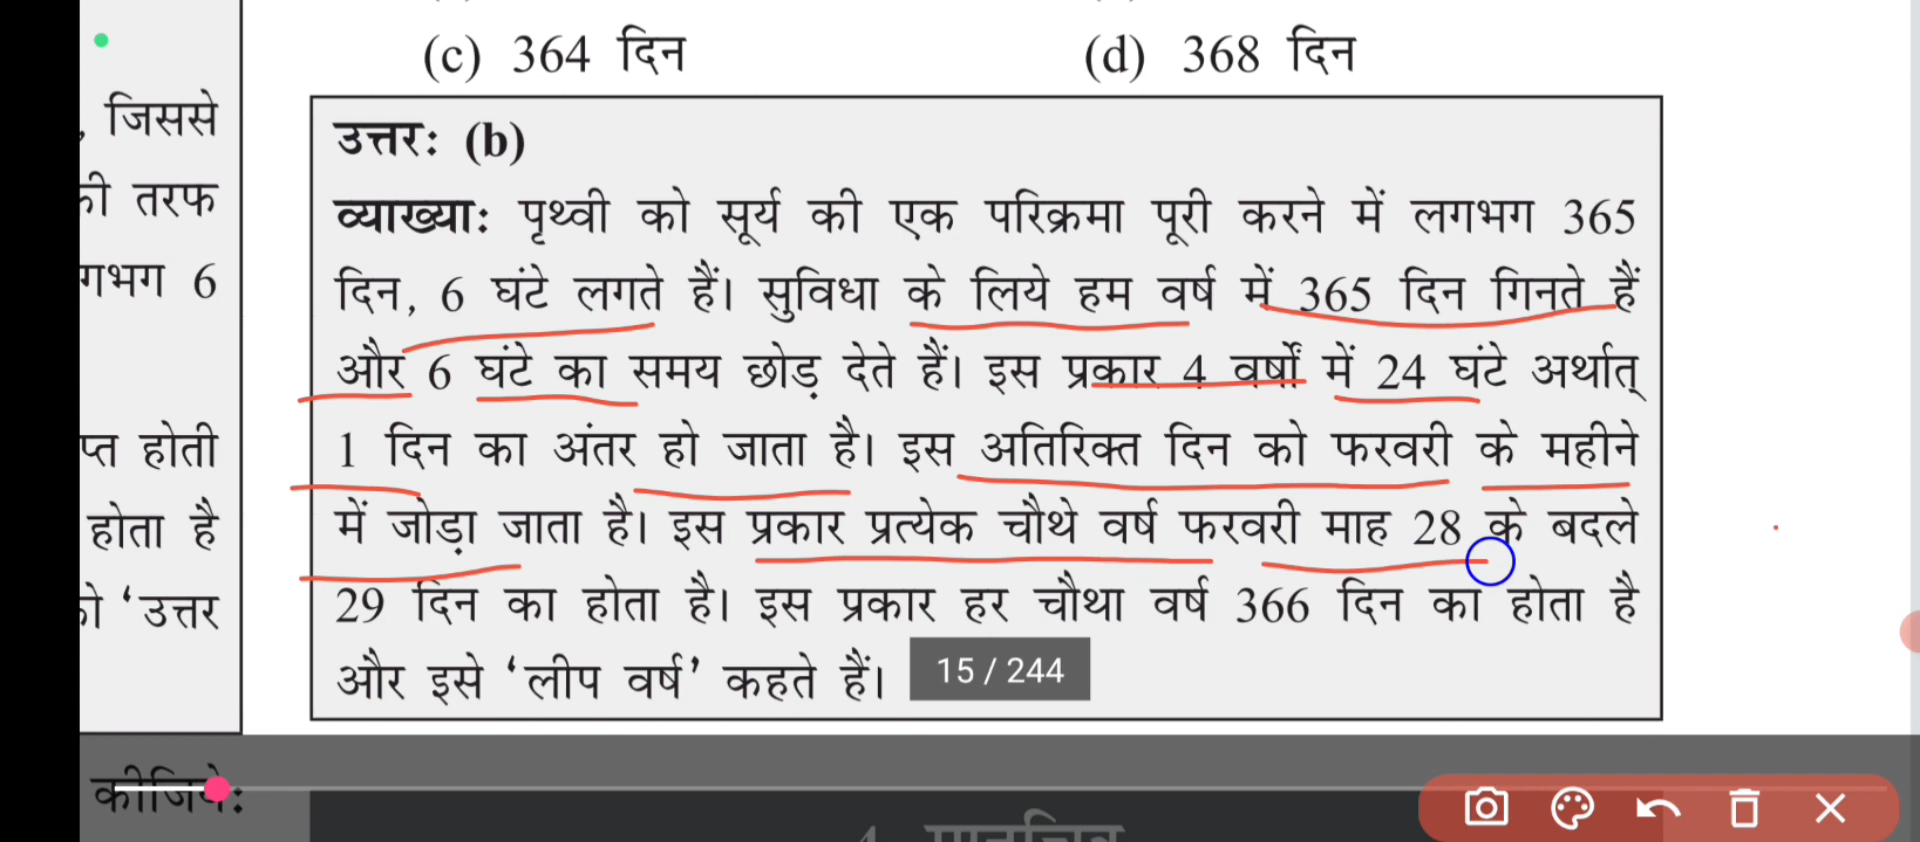 (c) 364 दिन
(d) 368 दिन
, जिससे
की तरफ
गभग 6
प्त होती
होता है
को ‘उत्तर
कीजिये:
उत्तर: (b)
व्याख्या: पृथ्वी को सूर्य की एक परिक्रमा पूरी करने में लगभग 365
दिन, 6 घंटे लगते हैं। सुविधा के लिये हम वर्ष में 365 दिन गिनते हैं
और 6 घंटे का समय छोड़ देते हैं। इस प्रकार 4 वर्षों में 24 घंटे अर्थात्
1 दिन का अंतर हो जाता है। इस अतिरिक्त दिन को फरवरी के महीने
में जोड़ा जाता है। इस प्रकार प्रत्येक चौथे वर्ष फरवरी माह 28 के बदले
29 दिन का होता है। इस प्रकार हर चौथा वर्ष 366 दिन का होता है
और इसे ‘लीप वर्ष’ कहते हैं।
15 / 244